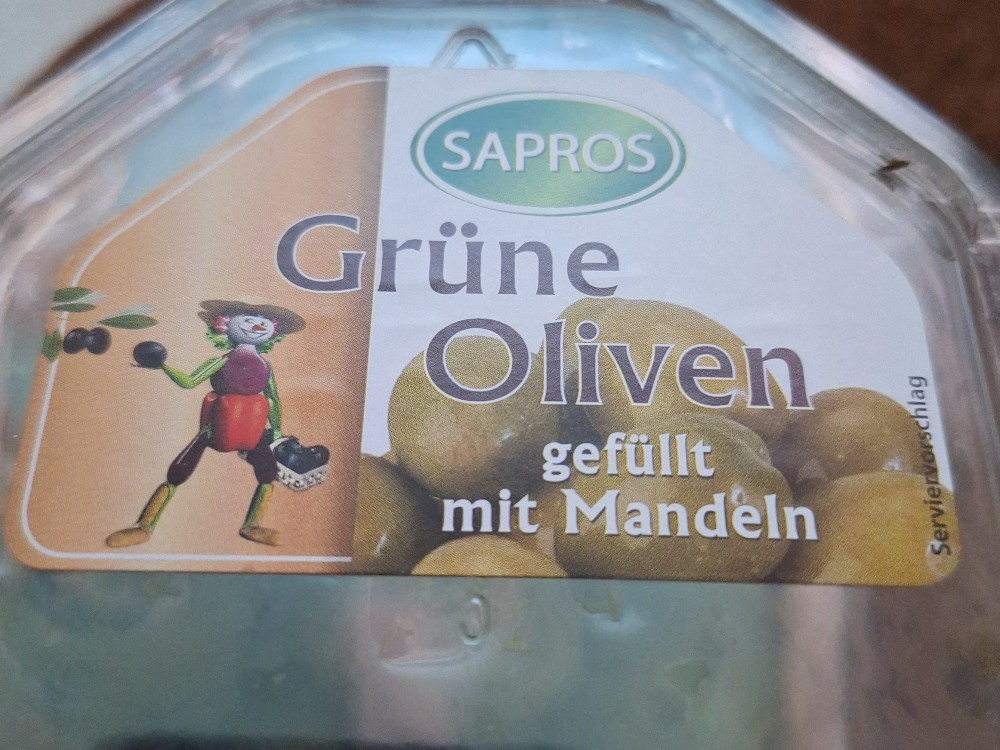 SAPROS
Grüne
Oliven
gefüllt
mit Mandeln
Serviervorschlag